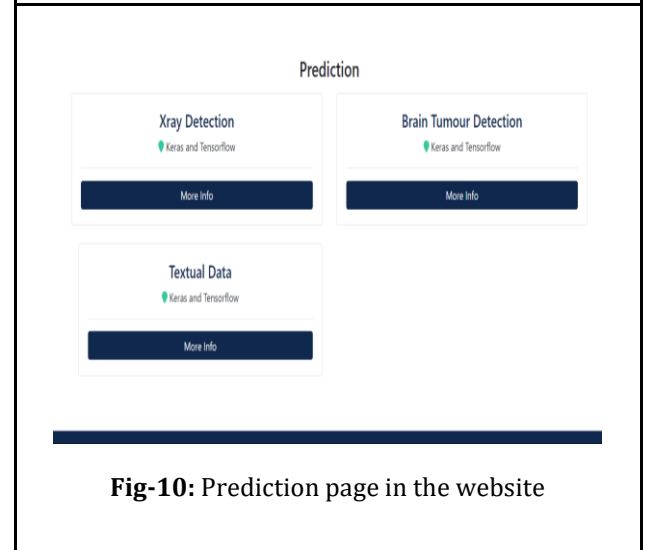 Prediction
Xray Detection
Keras and Tensorflow
More Info
Brain Tumour Detection
Keras and Tensorflow
More Info
Textual Data
Keras and Tensorflow
More Info
Fig-10: Prediction page in the website